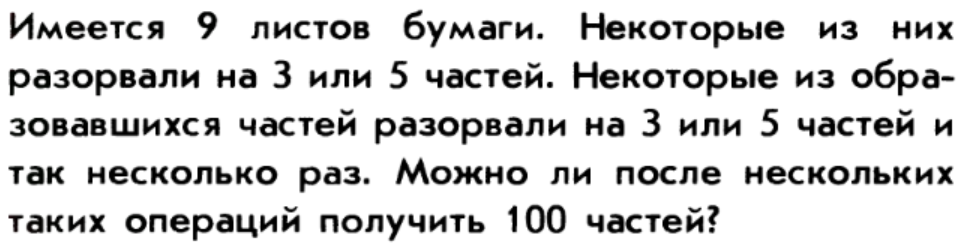 Имеется 9 листов бумаги. Некоторые из них
разорвали на 3 или 5 частей. Некоторые из обра-
зовавшихся частей разорвали на 3 или 5 частей и
так несколько раз. Можно ли после нескольких
таких операций получить 100 частей?